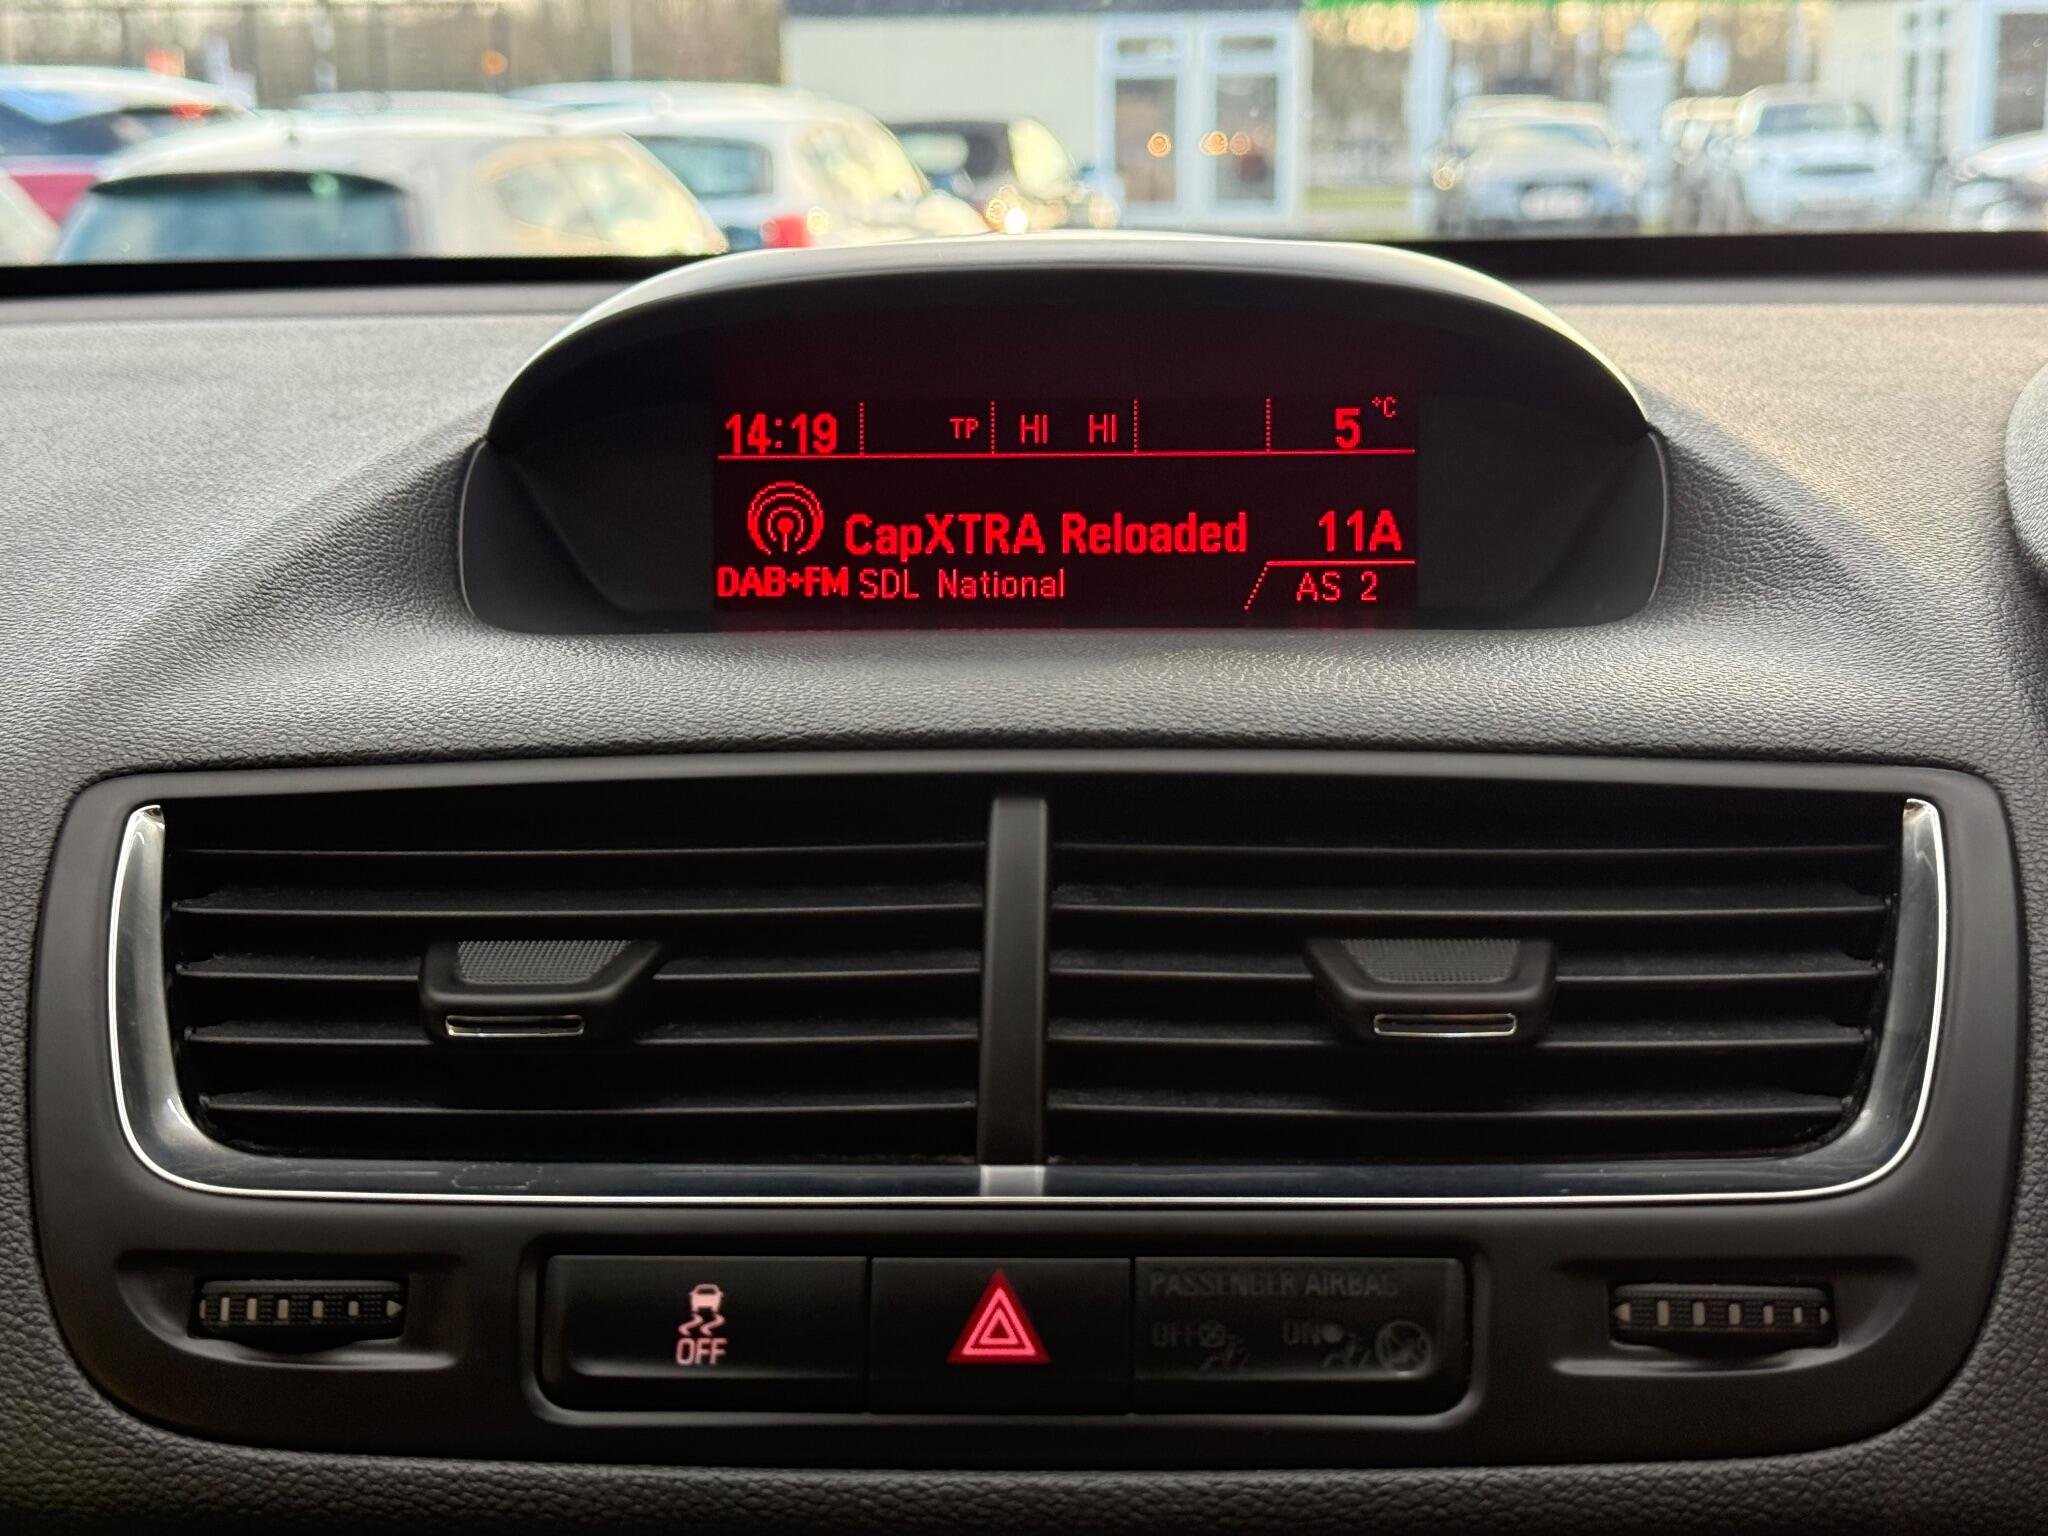 14:19 TP HI HI 5 °C
CapXTRA Reloaded 11A
DAB+FM SDL National AS 2
OFF
PASSENGER AIRBAG
OFF ON